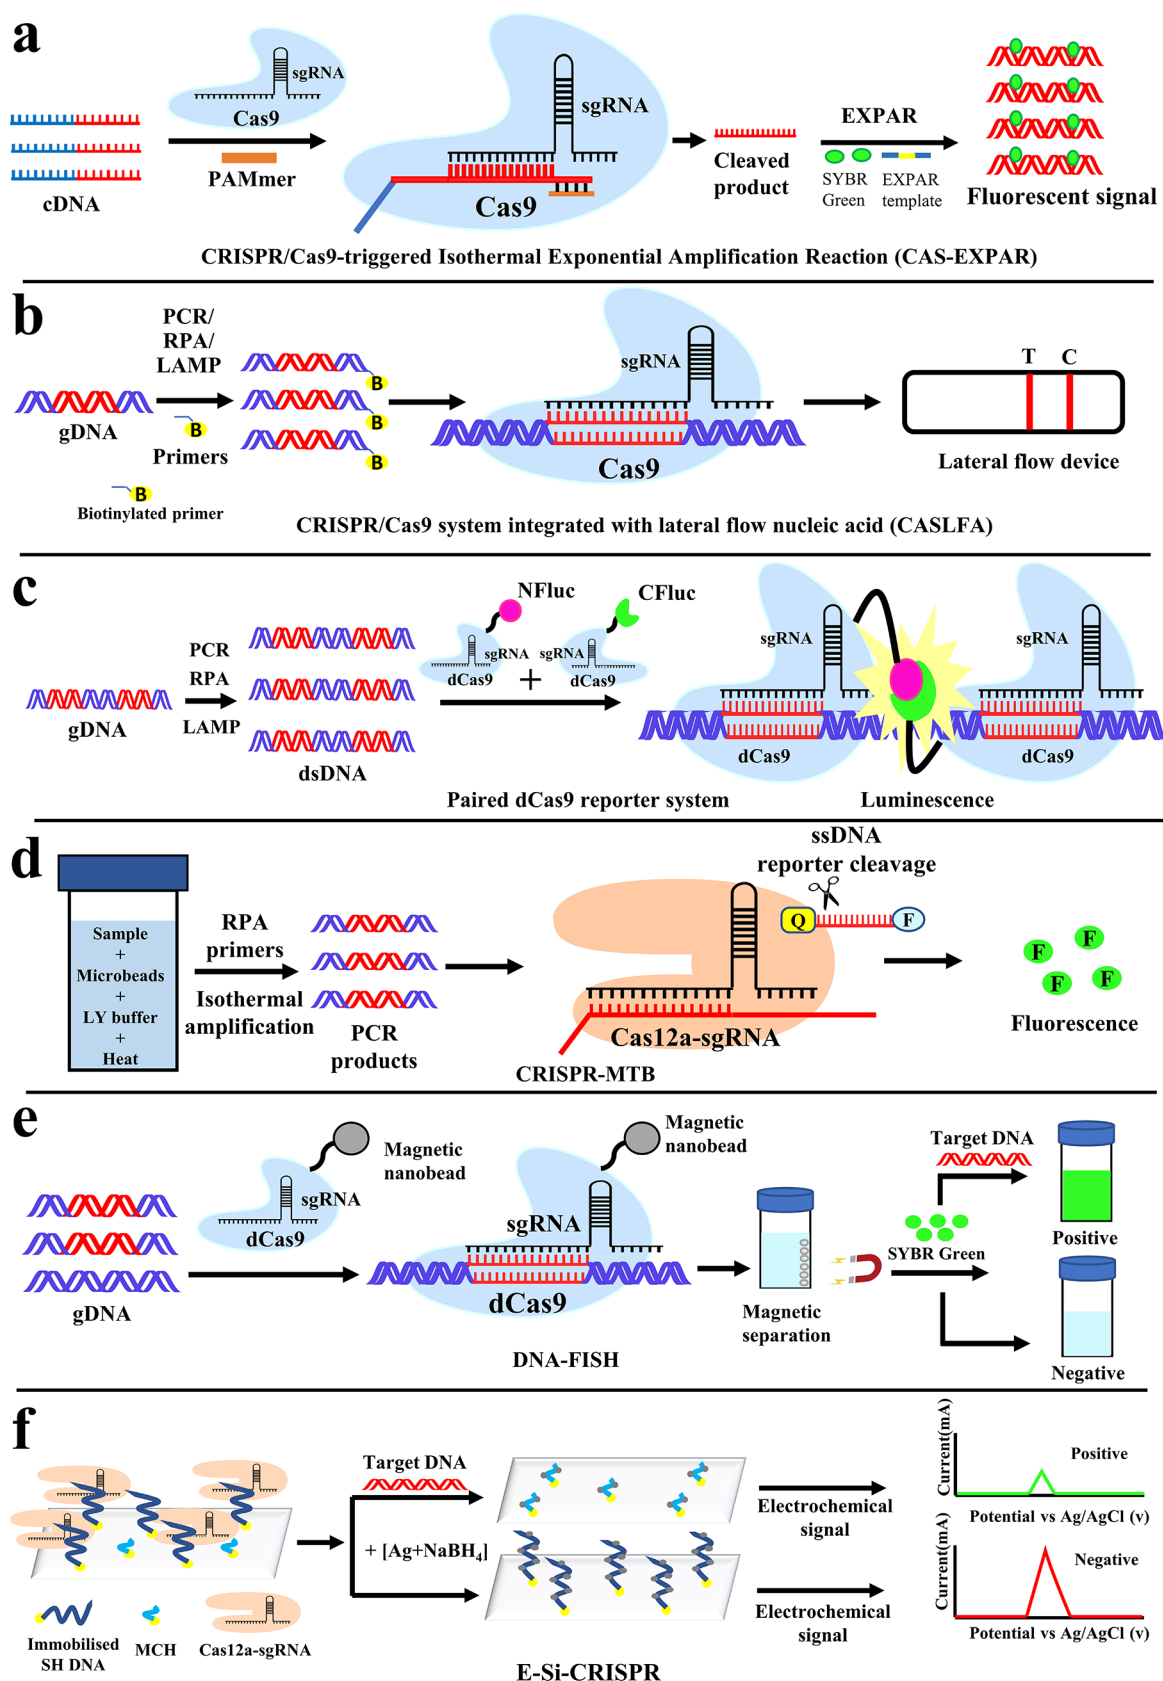 a
cDNA
sgRNA
Cas9
PAMmer
sgRNA
Cas9
Cleaved
product
EXPAR
SYBR
Green
EXPAR
template
Fluorescent signal
CRISPR/Cas9-triggered Isothermal Exponential Amplification Reaction (CAS-EXPAR)
b
gDNA
PCR/
RPA/
LAMP
B
Primers
B
Biotinylated primer
B
B
B
sgRNA
Cas9
T C
Lateral flow device
CRISPR/Cas9 system integrated with lateral flow nucleic acid (CASLFA)
c
gDNA
PCR
RPA
LAMP
dsDNA
NFluc
sgRNA
dCas9
+
CFluc
sgRNA
dCas9
sgRNA
dCas9
sgRNA
dCas9
Paired dCas9 reporter system
Luminescence
d
Sample
+
Microbeads
+
LY buffer
+
Heat
RPA
primers
Isothermal
amplification
PCR
products
ssDNA
reporter cleavage
Q
F
Cas12a-sgRNA
CRISPR-MTB
F
F
F
F
Fluorescence
e
gDNA
Magnetic
nanobead
sgRNA
dCas9
Magnetic
nanobead
sgRNA
dCas9
DNA-FISH
Magnetic
separation
Target DNA
SYBR Green
Positive
Negative
f
Immobilised
SH DNA
MCH
Cas12a-sgRNA
Target DNA
+ [Ag+NaBH4]
Electrochemical
signal
Electrochemical
signal
Current(mA)
Positive
Potential vs Ag/AgCl (v)
Current(mA)
Negative
Potential vs Ag/AgCl (v)
E-Si-CRISPR